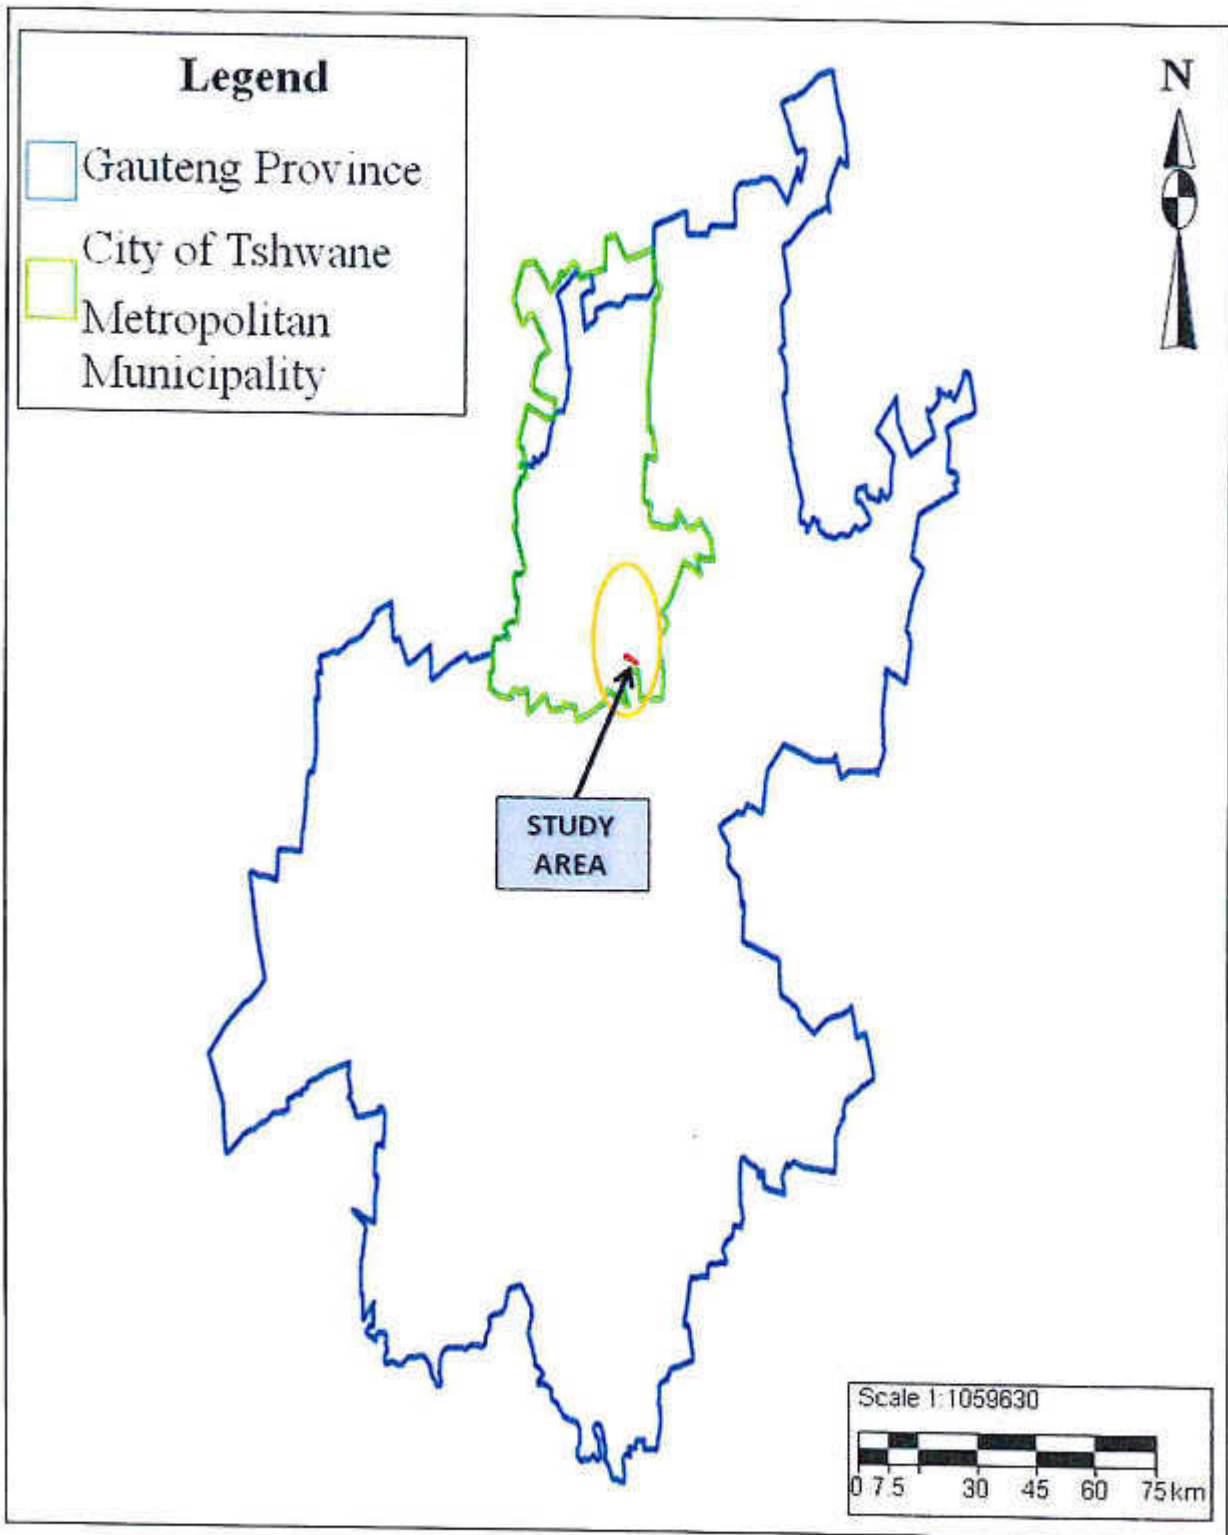 Legend
Gauteng Province
City of Tshwane
Metropolitan
Municipality
N
STUDY
AREA
Scale 1:1059630
0 7.5 30 45 60 75 km